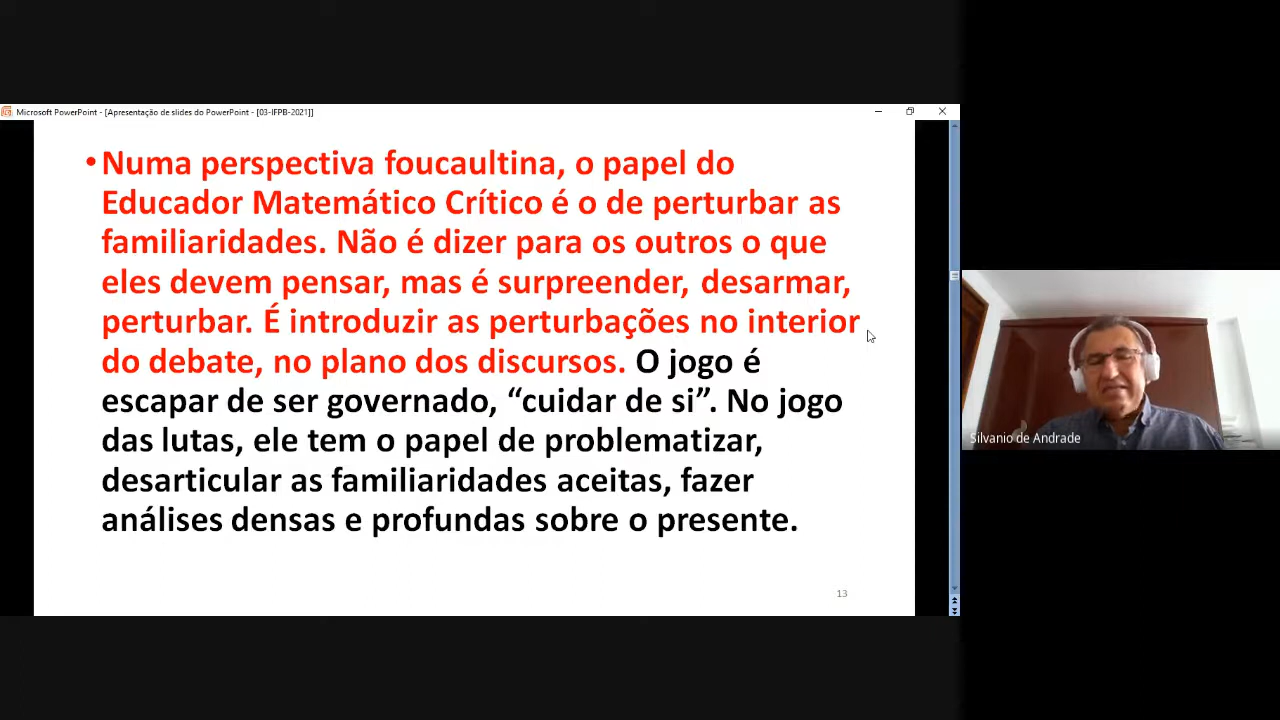 Microsoft PowerPoint - [Apresentação de slides do PowerPoint - [03-IFPB-2021]]
•Numa perspectiva foucaultina, o papel do
Educador Matemático Crítico é o de perturbar as
familiaridades. Não é dizer para os outros o que
eles devem pensar, mas é surpreender, desarmar,
perturbar. É introduzir as perturbações no interior
do debate, no plano dos discursos. O jogo é
escapar de ser governado, “cuidar de si”. No jogo
das lutas, ele tem o papel de problematizar,
desarticular as familiaridades aceitas, fazer
análises densas e profundas sobre o presente.
13
Silvanio de Andrade